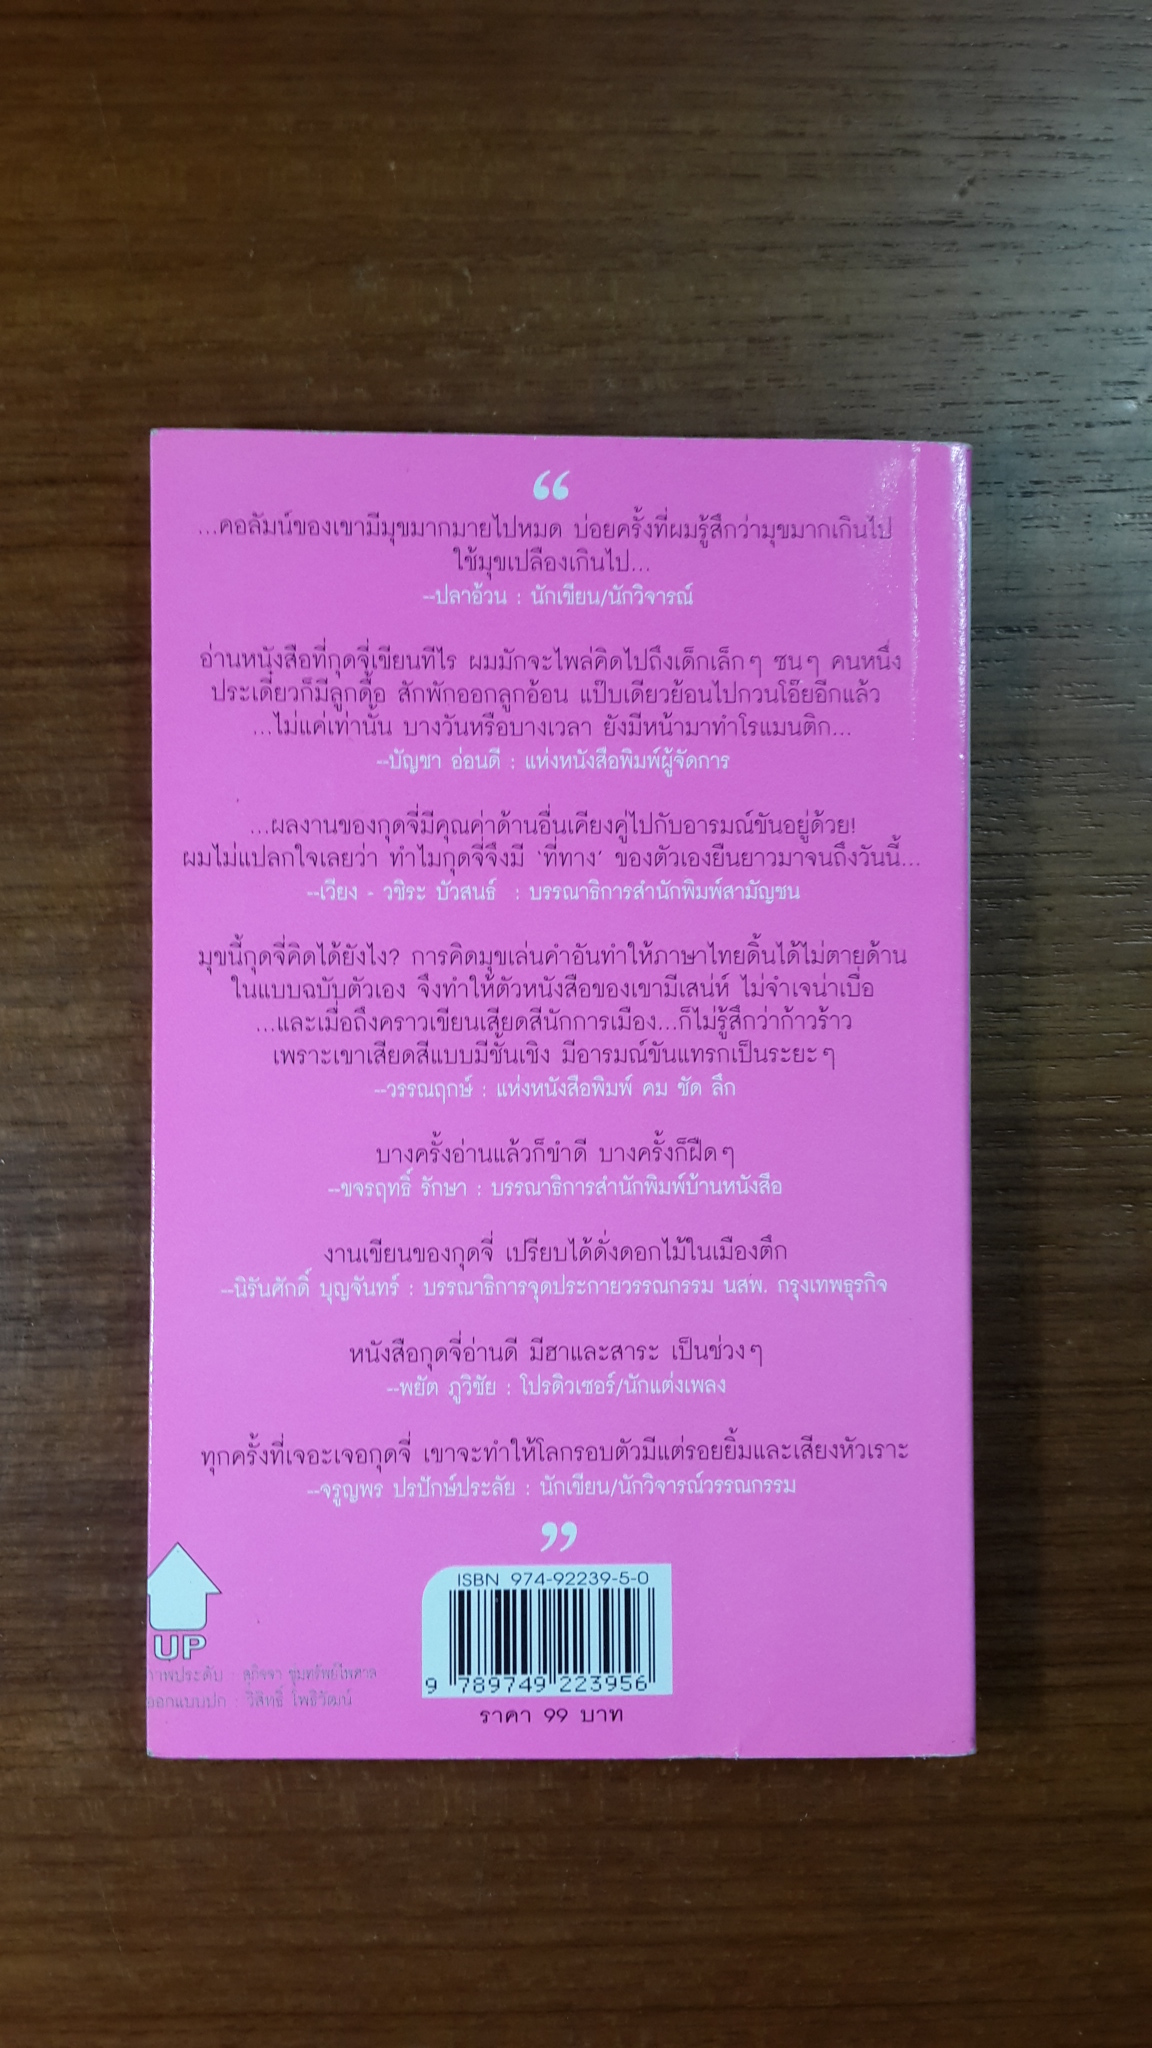 “
...คอลัมน์ของเขามีมุขมากมายไปหมด บ่อยครั้งที่ผมรู้สึกว่ามุขมากเกินไป
ใช้มุขเปลืองเกินไป...
--ปลาอ้วน : นักเขียน/นักวิจารณ์
อ่านหนังสือที่กุดจี่เขียนทีไร ผมมักจะไพล่คิดไปถึงเด็กเล็กๆ ซนๆ คนหนึ่ง
ประเดี๋ยวก็มีลูกดื้อ สักพักออกลูกอ้อน แป๊บเดียวย้อนไปกวนโอ๊ยอีกแล้ว
...ไม่แค่เท่านั้น บางวันหรือบางเวลา ยังมีหน้ามาทำโรแมนติก...
--บัญชา อ่อนดี : แห่งหนังสือพิมพ์ผู้จัดการ
...ผลงานของกุดจี่มีคุณค่าด้านอื่นเคียงคู่ไปกับอารมณ์ขันอยู่ด้วย!
ผมไม่แปลกใจเลยว่า ทำไมกุดจี่จึงมี 'ที่ทาง' ของตัวเองยืนยาวมาจนถึงวันนี้...
--เวียง - วชิระ บัวสนธ์ : บรรณาธิการสำนักพิมพ์สามัญชน
มุขนี้กุดจี่คิดได้ยังไง? การคิดมุขเล่นคำอันทำให้ภาษาไทยดิ้นได้ไม่ตายด้าน
ในแบบฉบับตัวเอง จึงทำให้ตัวหนังสือของเขามีเสน่ห์ ไม่จำเจน่าเบื่อ
...และเมื่อถึงคราวเขียนเสียดสีนักการเมือง...ก็ไม่รู้สึกว่าก้าวร้าว
เพราะเขาเสียดสีแบบมีชั้นเชิง มีอารมณ์ขันแทรกเป็นระยะๆ
--วรรณฤกษ์ : แห่งหนังสือพิมพ์ คม ชัด ลึก
บางครั้งอ่านแล้วก็ขำดี บางครั้งก็ฝืดๆ
--ขจรฤทธิ์ รักษา : บรรณาธิการสำนักพิมพ์บ้านหนังสือ
งานเขียนของกุดจี่ เปรียบได้ดั่งดอกไม้ในเมืองตึก
--นิรันศักดิ์ บุญจันทร์ : บรรณาธิการจุดประกายวรรณกรรม นสพ. กรุงเทพธุรกิจ
หนังสือกุดจี่อ่านดี มีฮาและสาระ เป็นช่วงๆ
--พยัต ภูวิชัย : โปรดิวเซอร์/นักแต่งเพลง
ทุกครั้งที่เจอะเจอกุดจี่ เขาจะทำให้โลกรอบตัวมีแต่รอยยิ้มและเสียงหัวเราะ
--จรูญพร ปรปักษ์ประลัย : นักเขียน/นักวิจารณ์วรรณกรรม
”
ISBN 974-92239-5-0
9 789749 223956
ราคา 99 บาท
UP
ภาพประดับ : ชุมทรัพย์ไพศาล
ออกแบบปก : วิสิทธิ์ โพธิวัฒน์